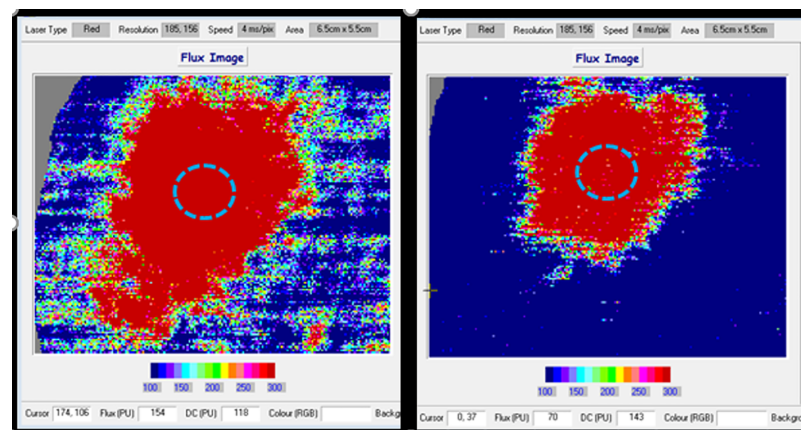 Laser Type Red Resolution 185, 156 Speed 4 ms/pix Area 6.5cm x 5.5cm
Flux Image
100 150 200 250 300
Cursor 174, 106 Flux (PU) 154 DC (PU) 118 Colour (RGB) Backg
Laser Type Red Resolution 185, 156 Speed 4 ms/pix Area 6.5cm x 5.5cm
Flux Image
100 150 200 250 300
Cursor 0, 37 Flux (PU) 70 DC (PU) 143 Colour (RGB) Backgro